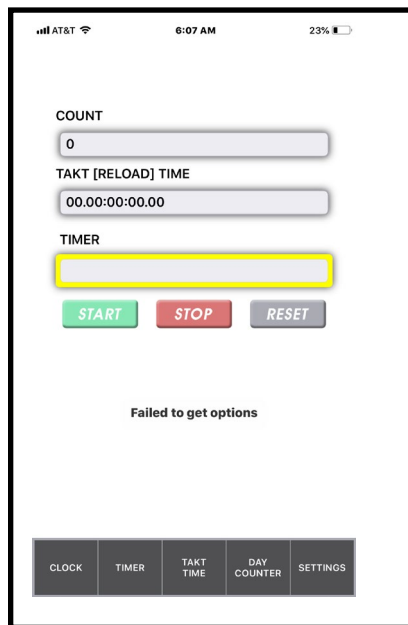 AT&T 6:07 AM 23%
COUNT
0
TAKT [RELOAD] TIME
00.00:00:00.00
TIMER
START STOP RESET
Failed to get options
CLOCK TIMER TAKT TIME DAY COUNTER SETTINGS